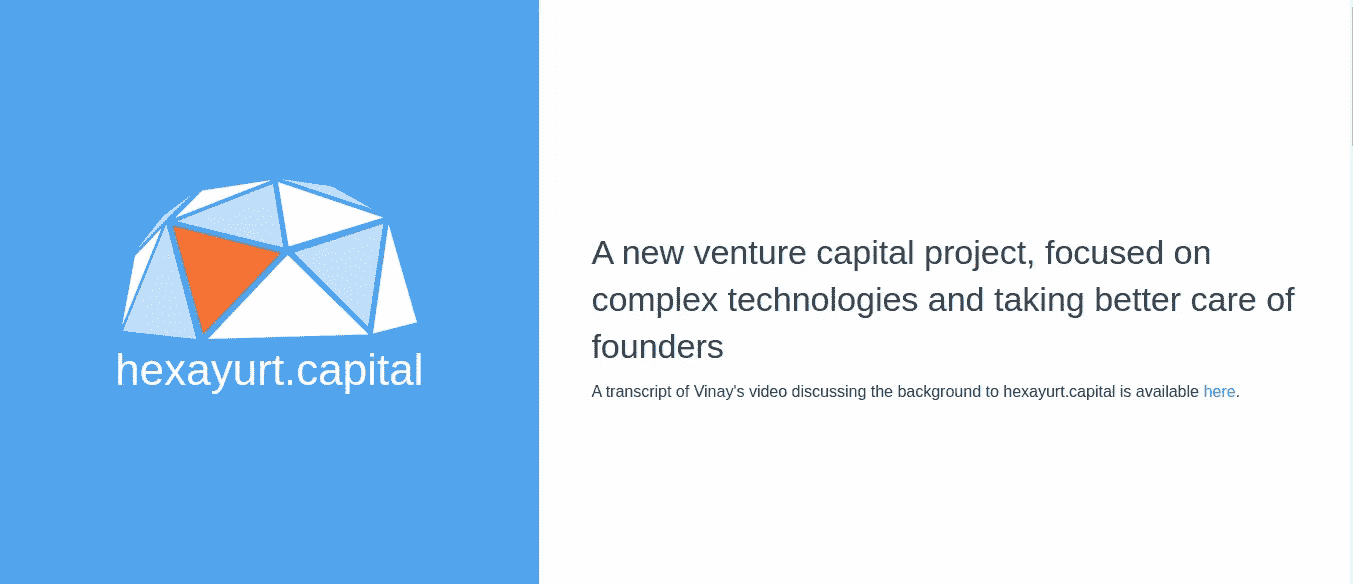 hexayurt.capital
A new venture capital project, focused on
complex technologies and taking better care of
founders
A transcript of Vinay's video discussing the background to hexayurt.capital is available here.